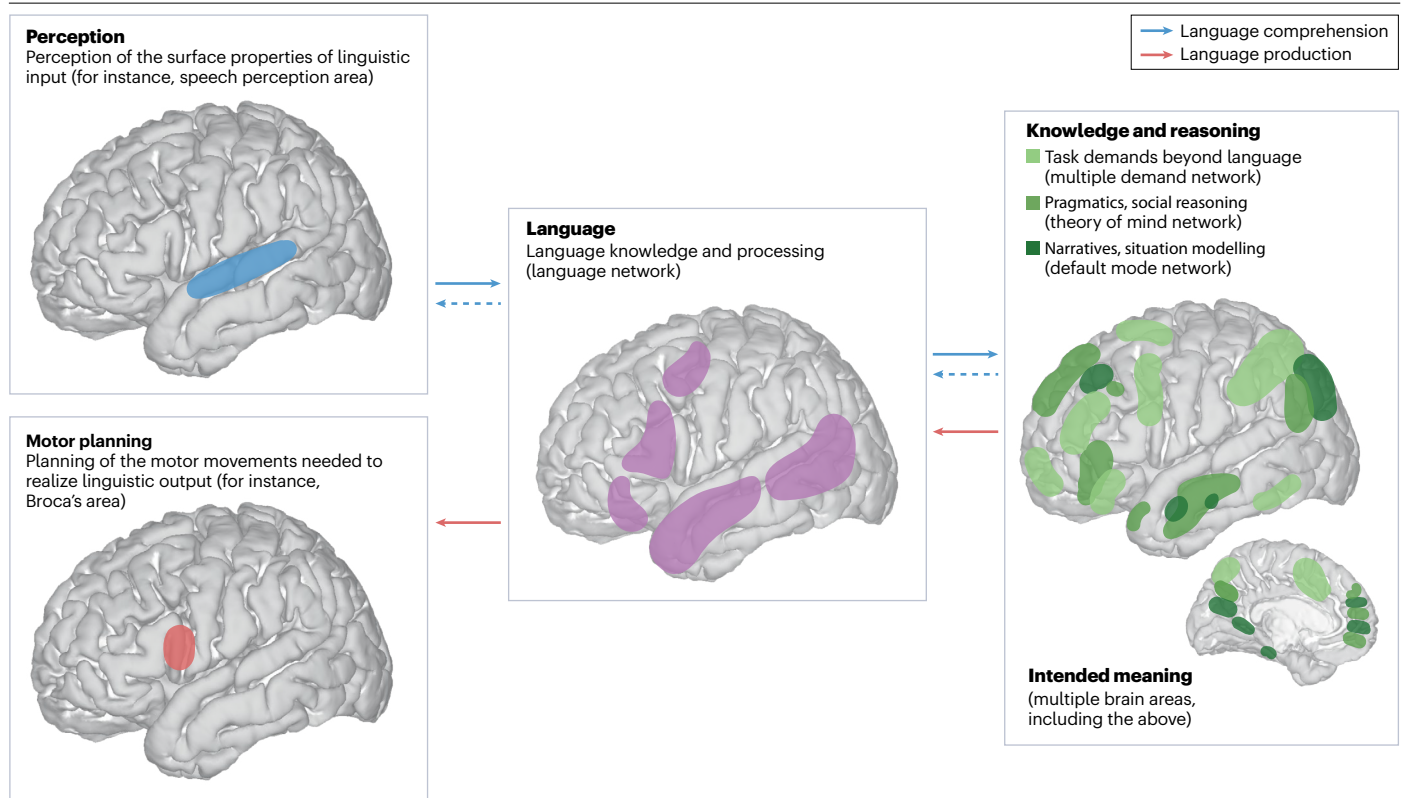 Perception
Perception of the surface properties of linguistic
input (for instance, speech perception area)
Language comprehension
Language production
Knowledge and reasoning
Task demands beyond language
(multiple demand network)
Pragmatics, social reasoning
(theory of mind network)
Narratives, situation modelling
(default mode network)
Language
Language knowledge and processing
(language network)
Motor planning
Planning of the motor movements needed to
realize linguistic output (for instance,
Broca's area)
Intended meaning
(multiple brain areas,
including the above)